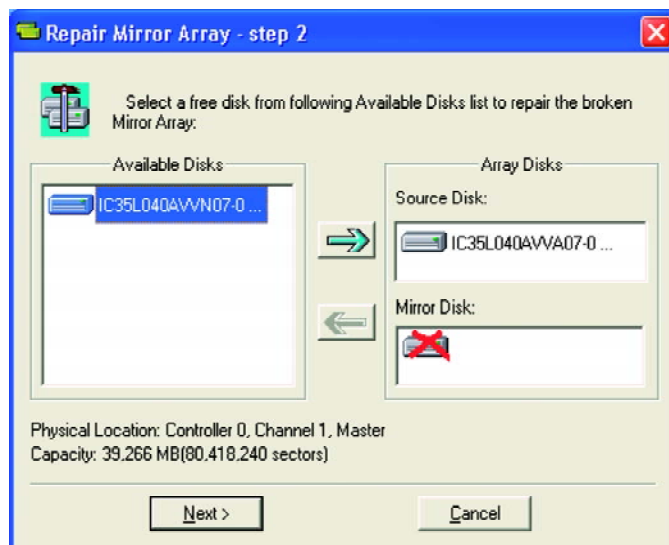 Repair Mirror Array - step 2
Select a free disk from following Available Disks list to repair the broken
Mirror Array:
Available Disks
IC35L040AVVN07-0 ...
Array Disks
Source Disk:
IC35L040AVVA07-0 ...
Mirror Disk:
Physical Location: Controller 0, Channel 1, Master
Capacity: 39,266 MB(80,418,240 sectors)
Next >
Cancel